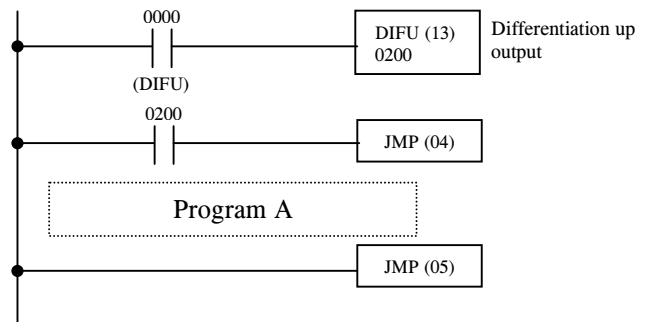 0000
DIFU (13)
0200
Differentiation up
output
(DIFU)
0200
JMP (04)
Program A
JMP (05)